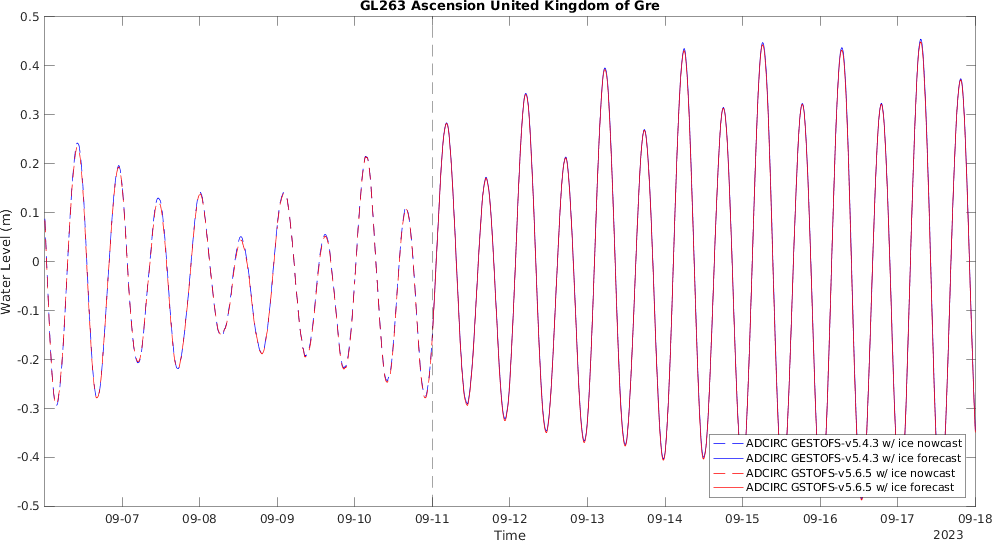 GL263 Ascension United Kingdom of Gre
0.5
0.4
0.3
0.2
0.1
0
-0.1
-0.2
-0.3
-0.4
-0.5
Water Level (m)
ADCIRC GESTOFS-v5.4.3 w/ ice nowcast
ADCIRC GESTOFS-v5.4.3 w/ ice forecast
ADCIRC GSTOFS-v5.6.5 w/ ice nowcast
ADCIRC GSTOFS-v5.6.5 w/ ice forecast
09-07 09-08 09-09 09-10 09-11 09-12 09-13 09-14 09-15 09-16 09-17 09-18
Time
2023